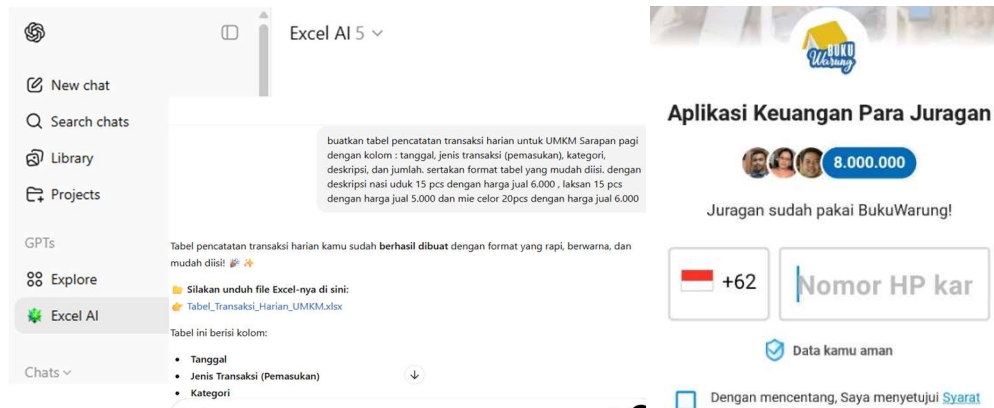 Excel AI 5
New chat
Search chats
Library
Projects
GPTs
Explore
Excel AI
Chats
buatkan tabel pencatatan transaksi harian untuk UMKM Sarapan pagi
dengan kolom : tanggal, jenis transaksi (pemasukan), kategori,
deskripsi, dan jumlah. sertakan format tabel yang mudah diisi. dengan
deskripsi nasi uduk 15 pcs dengan harga jual 6.000 , laksan 15 pcs
dengan harga jual 5.000 dan mie celor 20pcs dengan harga jual 6.000
Tabel pencatatan transaksi harian kamu sudah berhasil dibuat dengan format yang rapi, berwarna, dan
mudah diisi! 🎉 ✨
📁 Silakan unduh file Excel-nya di sini:
👉 Tabel_Transaksi_Harian_UMKM.xlsx
Tabel ini berisi kolom:
• Tanggal
• Jenis Transaksi (Pemasukan)
• Kategori
BUKU
Warung
Aplikasi Keuangan Para Juragan
8.000.000
Juragan sudah pakai BukuWarung!
+62
Nomor HP kar
Data kamu aman
Dengan mencentang, Saya menyetujui Syarat